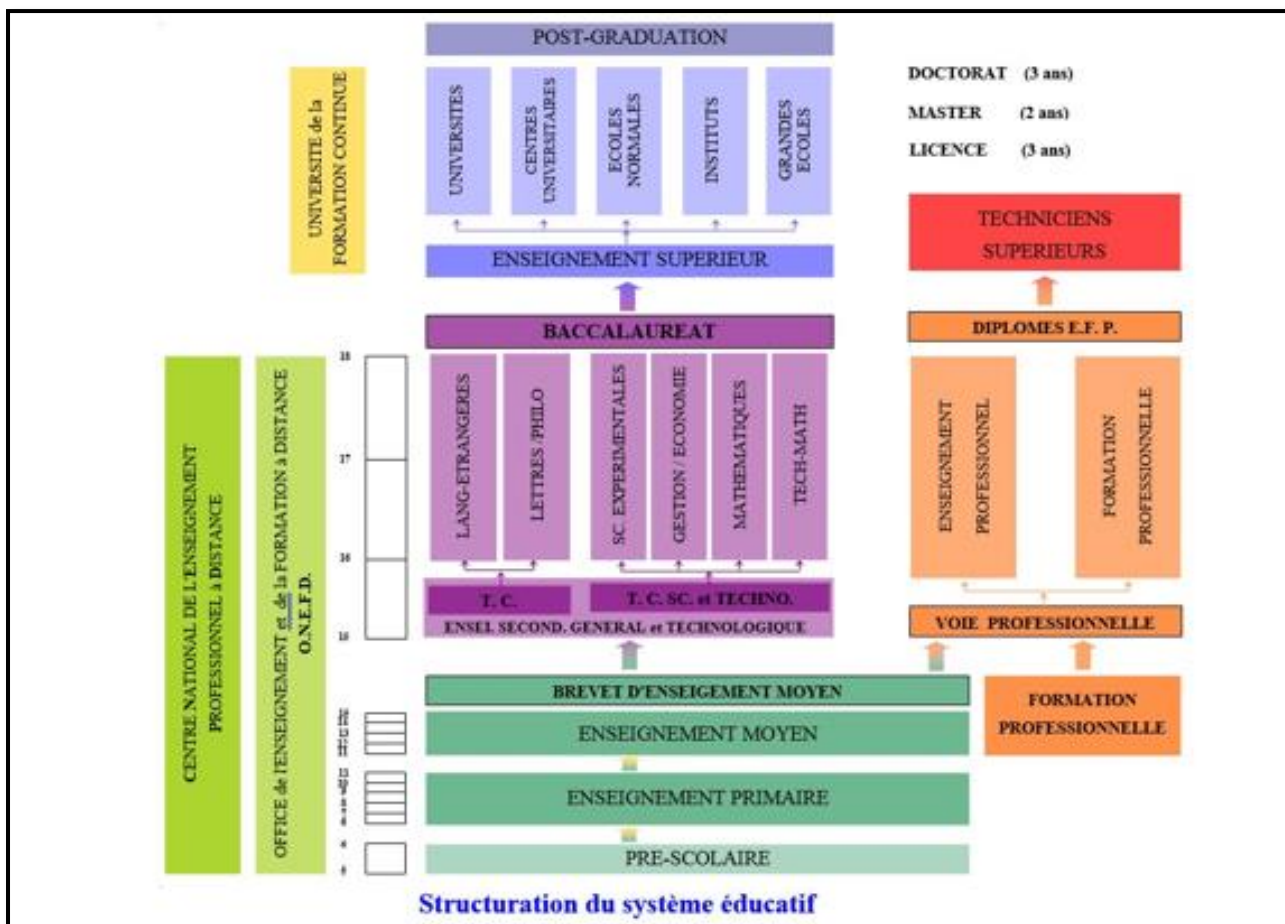 POST-GRADUATION
UNIVERSITE de la
FORMATION CONTINUE
UNIVERSITES
CENTRES
UNIVERSITAIRES
ECOLES
NORMALES
INSTITUTS
GRANDES
ECOLES
DOCTORAT (3 ans)
MASTER (2 ans)
LICENCE (3 ans)
ENSEIGNEMENT SUPERIEUR
TECHNICIENS
SUPERIEURS
BACCALAUREAT
DIPLOMES E.F. P.
CENTRE NATIONAL DE L'ENSEIGNEMENT
PROFESSIONNEL à DISTANCE
OFFICE de l'ENSEIGNEMENT et de la FORMATION à DISTANCE
O.N.E.F.D.
17
LANG-ETRANGERES
LETTRES /PHILO
SC. EXPERIMENTALES
GESTION / ECONOMIE
MATHEMATIQUES
TECH-MATH
ENSEIGNEMENT
PROFESSIONNEL
FORMATION
PROFESSIONNELLE
T. C.
T. C. SC. et TECHNO.
ENSEI SECOND. GENERAL et TECHNOLOGIQUE
VOIE PROFESSIONNELLE
BREVET D'ENSEIGEMENT MOYEN
FORMATION
PROFESSIONNELLE
ENSEIGNEMENT MOYEN
ENSEIGNEMENT PRIMAIRE
PRE-SCOLAIRE
Structuration du système éducatif